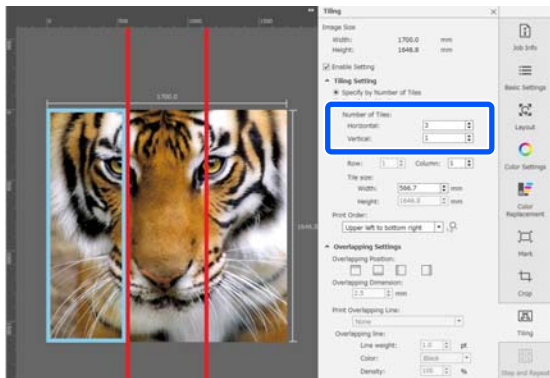 Tiling
Image Size
Width: 1700.0 mm
Height: 1646.8 mm
Enable Setting
Tiling Setting
Specify by Number of Tiles
Number of Tiles:
Horizontal: 3
Vertical: 1
Row: 1 Column: 1
Tile size:
Width: 566.7 mm
Height: 1646.8 mm
Print Order:
Upper left to bottom right
Overlapping Settings
Overlapping Position:
Overlapping Dimension:
2.5 mm
Print Overlapping Line:
None
Overlapping line:
Line weight: 1.0 pt
Color: Black
Density: 100 %
0 500 1000 1500
1700.0
1646.8
Job Info
Basic Settings
Layout
Color Settings
Color
Replacement
Mark
Crop
Tiling
Step and Repeat